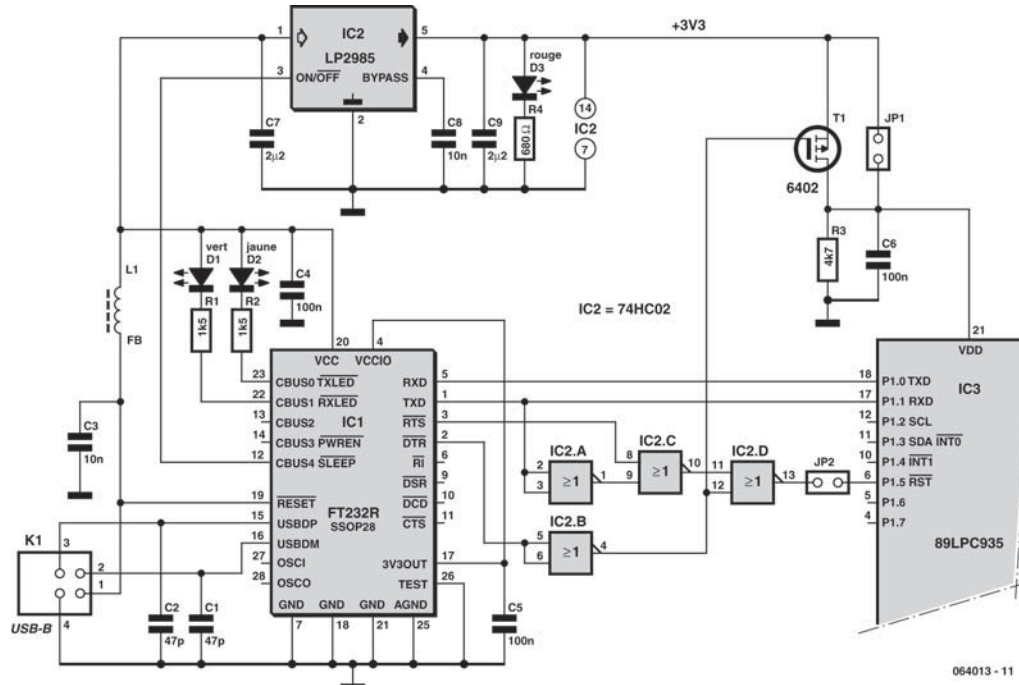 1
IC2
LP2985
5
+3V3
3
ON/OFF
BYPASS
4
2
C7
2µ2
C8
10n
C9
2µ2
rouge
D3
R4
680Ω
14
IC2
7
T1
6402
JP1
R3
4k7
C6
100n
L1
FB
vert
D1
R1
1k5
jaune
D2
R2
1k5
C4
100n
IC2 = 74HC02
20
VCC
4
VCCIO
23
CBUS0 TXLED
22
CBUS1 RXLED
13
CBUS2
14
CBUS3 PWREN
12
CBUS4 SLEEP
19
RESET
15
USBDP
16
USBDM
27
OSCI
28
OSCO
IC1
FT232R
SSOP28
RXD
5
TXD
1
RTS
3
DTR
2
RI
6
DSR
9
DCD
10
CTS
11
3V3OUT
17
TEST
26
GND
7
GND
18
GND
21
AGND
25
C3
10n
K1
3
2
1
4
USB-B
C2
47p
C1
47p
C5
100n
IC2.A
2
3
≥1
1
IC2.B
5
6
≥1
4
IC2.C
8
9
≥1
10
IC2.D
11
12
≥1
13
JP2
21
VDD
IC3
18
P1.0 TXD
17
P1.1 RXD
12
P1.2 SCL
11
P1.3 SDA INT0
10
P1.4 INT1
6
P1.5 RST
5
P1.6
4
P1.7
89LPC935
064013 - 11